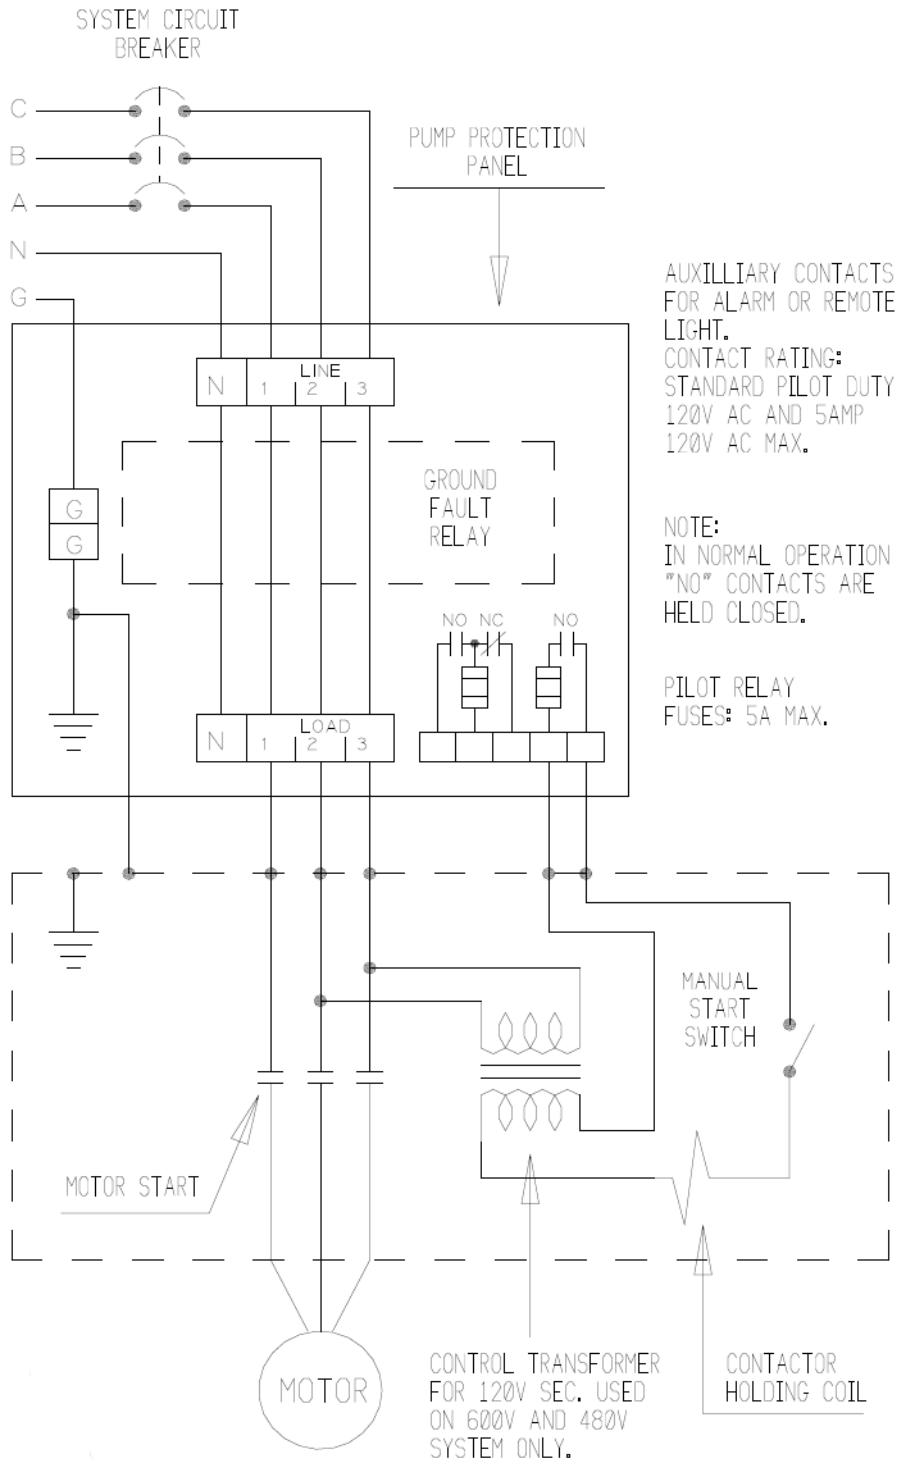 SYSTEM CIRCUIT
BREAKER
C
B
A
N
G
PUMP PROTECTION
PANEL
AUXILLIARY CONTACTS
FOR ALARM OR REMOTE
LIGHT.
CONTACT RATING:
STANDARD PILOT DUTY
120V AC AND 5AMP
120V AC MAX.
LINE
N 1 2 3
G
G
GROUND
FAULT
RELAY
NOTE:
IN NORMAL OPERATION
"NO" CONTACTS ARE
HELD CLOSED.
NO NC NO
PILOT RELAY
FUSES: 5A MAX.
LOAD
N 1 2 3
MANUAL
START
SWITCH
MOTOR START
MOTOR
CONTROL TRANSFORMER
FOR 120V SEC. USED
ON 600V AND 480V
SYSTEM ONLY.
CONTACTOR
HOLDING COIL